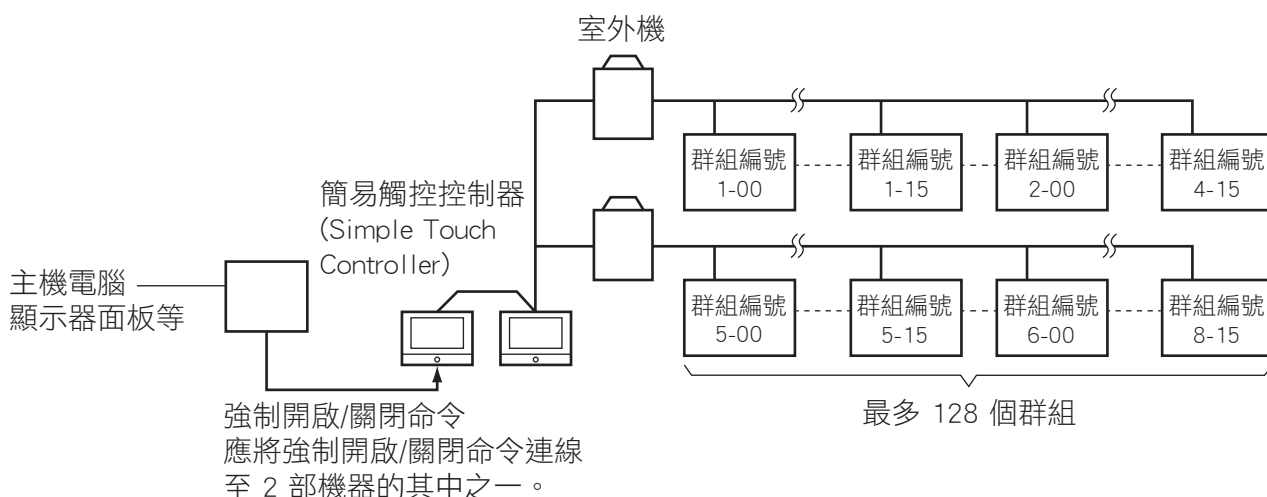 室外機
群組編號
1-00
群組編號
1-15
群組編號
2-00
群組編號
4-15
簡易觸控控制器
(Simple Touch
Controller)
主機電腦
顯示器面板等
群組編號
5-00
群組編號
5-15
群組編號
6-00
群組編號
8-15
最多 128 個群組
強制開啟/關閉命令
應將強制開啟/關閉命令連線
至 2 部機器的其中之一。